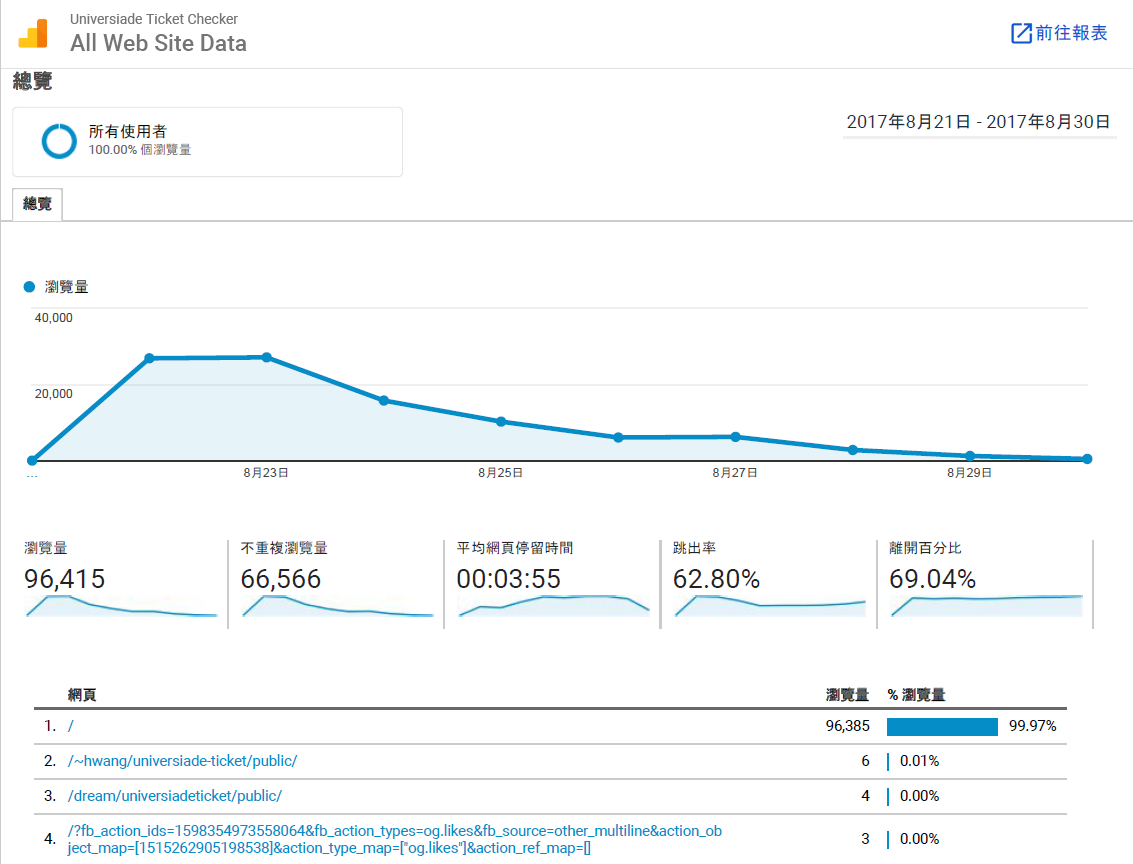 Universiade Ticket Checker
All Web Site Data
前往報表
總覽
所有使用者
100.00% 個瀏覽量
2017年8月21日 - 2017年8月30日
總覽
瀏覽量
40,000
20,000
...
8月23日
8月25日
8月27日
8月29日
瀏覽量
96,415
不重複瀏覽量
66,566
平均網頁停留時間
00:03:55
跳出率
62.80%
離開百分比
69.04%
網頁 瀏覽量 % 瀏覽量
1. / 96,385 99.97%
2. /~hwang/universiade-ticket/public/ 6 0.01%
3. /dream/universiadeticket/public/ 4 0.00%
4. /?fb_action_ids=1598354973558064&fb_action_types=og.likes&fb_source=other_multiline&action_ob
ject_map=[1515262905198538]&action_type_map=["og.likes"]&action_ref_map=[] 3 0.00%